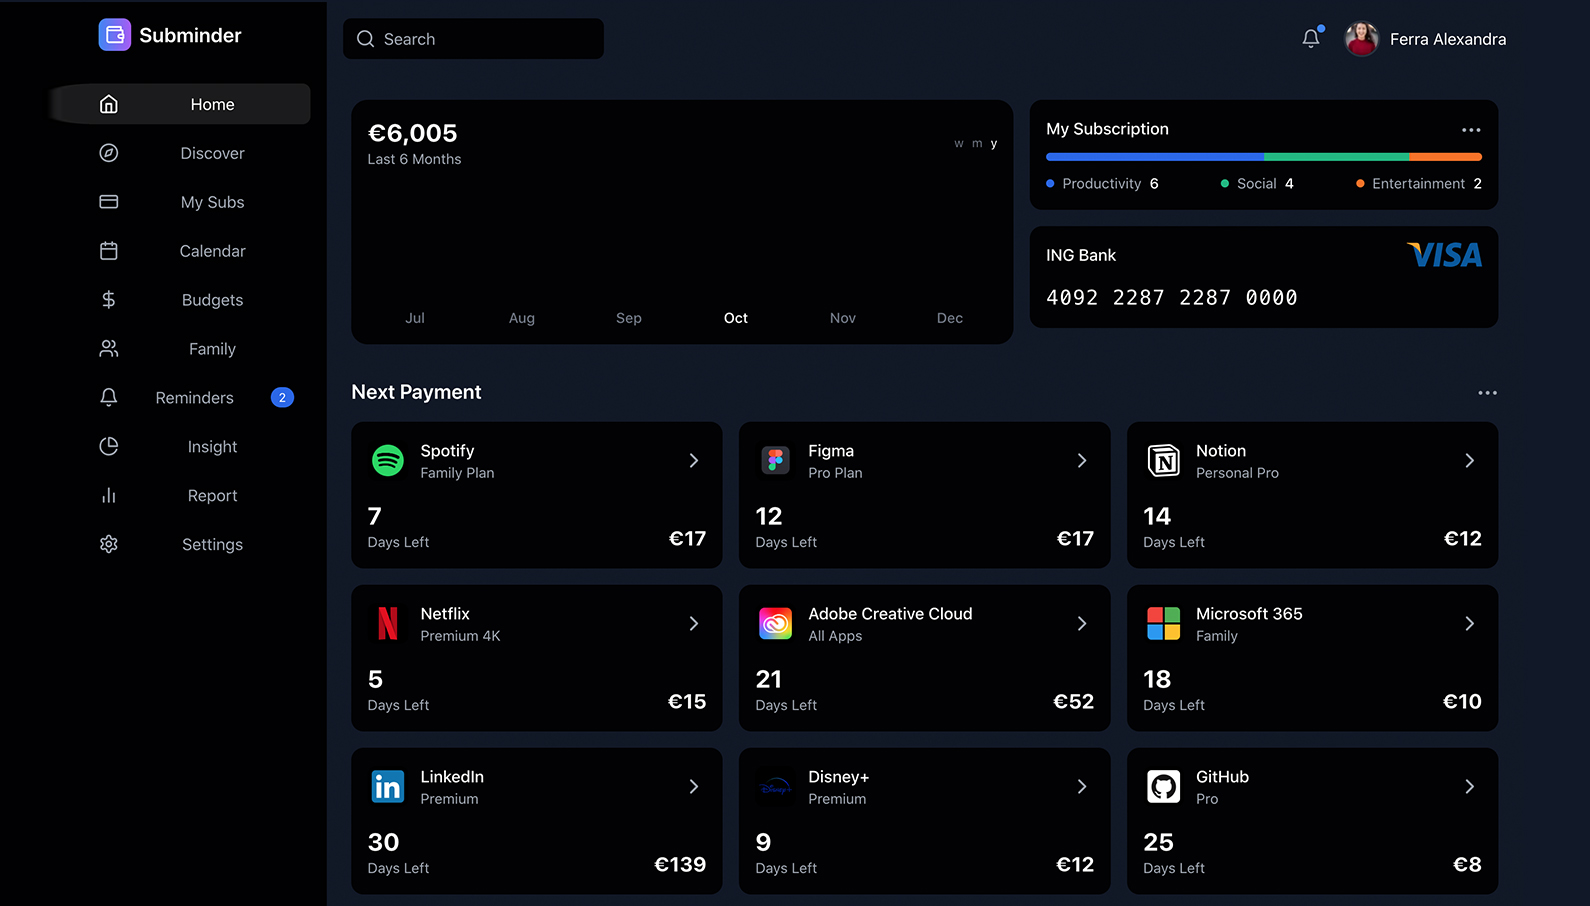 Subminder
Search
Ferra Alexandra
Home
Discover
My Subs
Calendar
Budgets
Family
Reminders 2
Insight
Report
Settings
€6,005
Last 6 Months
w m y
Jul Aug Sep Oct Nov Dec
My Subscription
Productivity 6 Social 4 Entertainment 2
ING Bank
VISA
4092 2287 2287 0000
Next Payment
Spotify
Family Plan
7
Days Left
€17
Figma
Pro Plan
12
Days Left
€17
Notion
Personal Pro
14
Days Left
€12
Netflix
Premium 4K
5
Days Left
€15
Adobe Creative Cloud
All Apps
21
Days Left
€52
Microsoft 365
Family
18
Days Left
€10
in
LinkedIn
Premium
30
Days Left
€139
Disney+
Disney+
Premium
9
Days Left
€12
GitHub
Pro
25
Days Left
€8